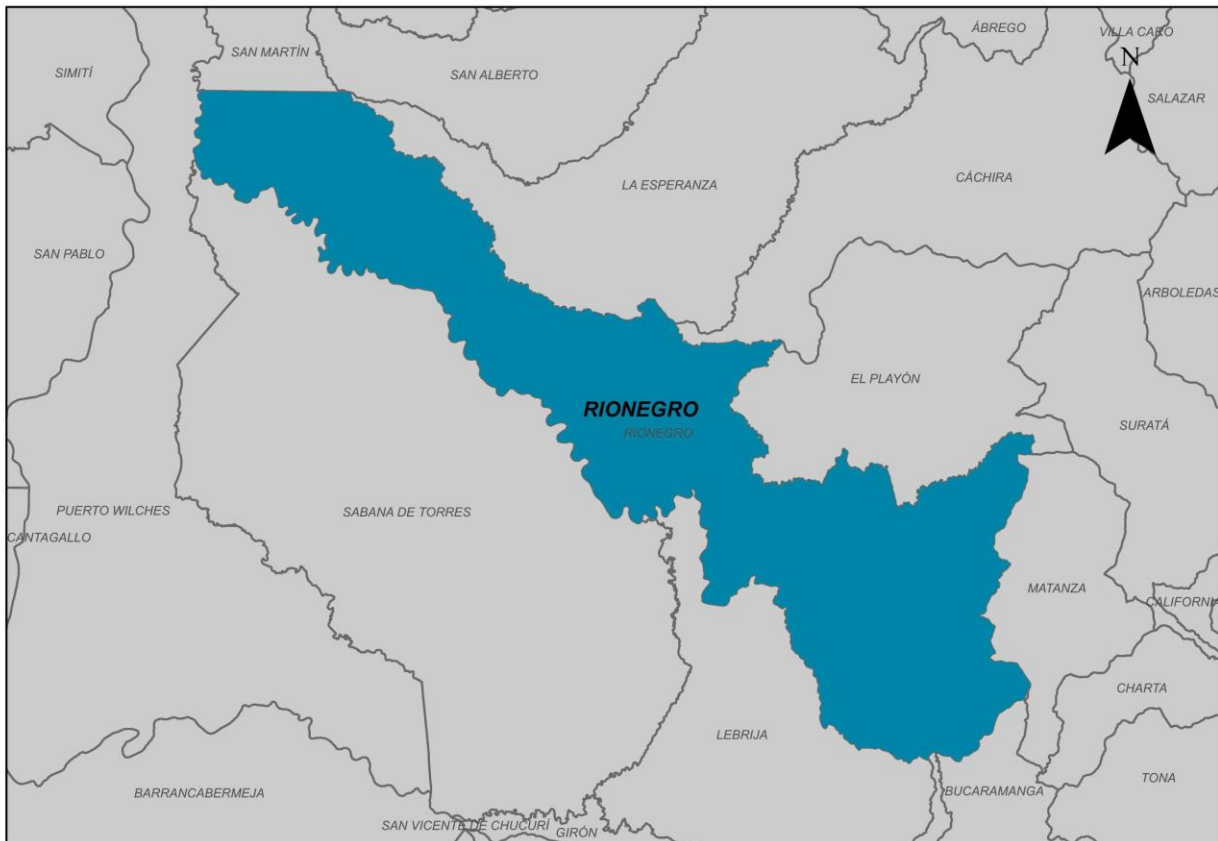 ÁBREGO
VILLA CARO
SAN MARTÍN
N
SIMITÍ
SAN ALBERTO
SALAZAR
CÁCHIRA
LA ESPERANZA
SAN PABLO
ARBOLEDAS
EL PLAYÓN
RIONEGRO
RIONEGRO
SURATÁ
PUERTO WILCHES
SABANA DE TORRES
CANTAGALLO
MATANZA
CALIFORNI
CHARTA
LEBRIJA
TONA
BARRANCABERMEJA
BUCARAMANGA
SAN VICENTE DE CHUCURÍ
GIRÓN